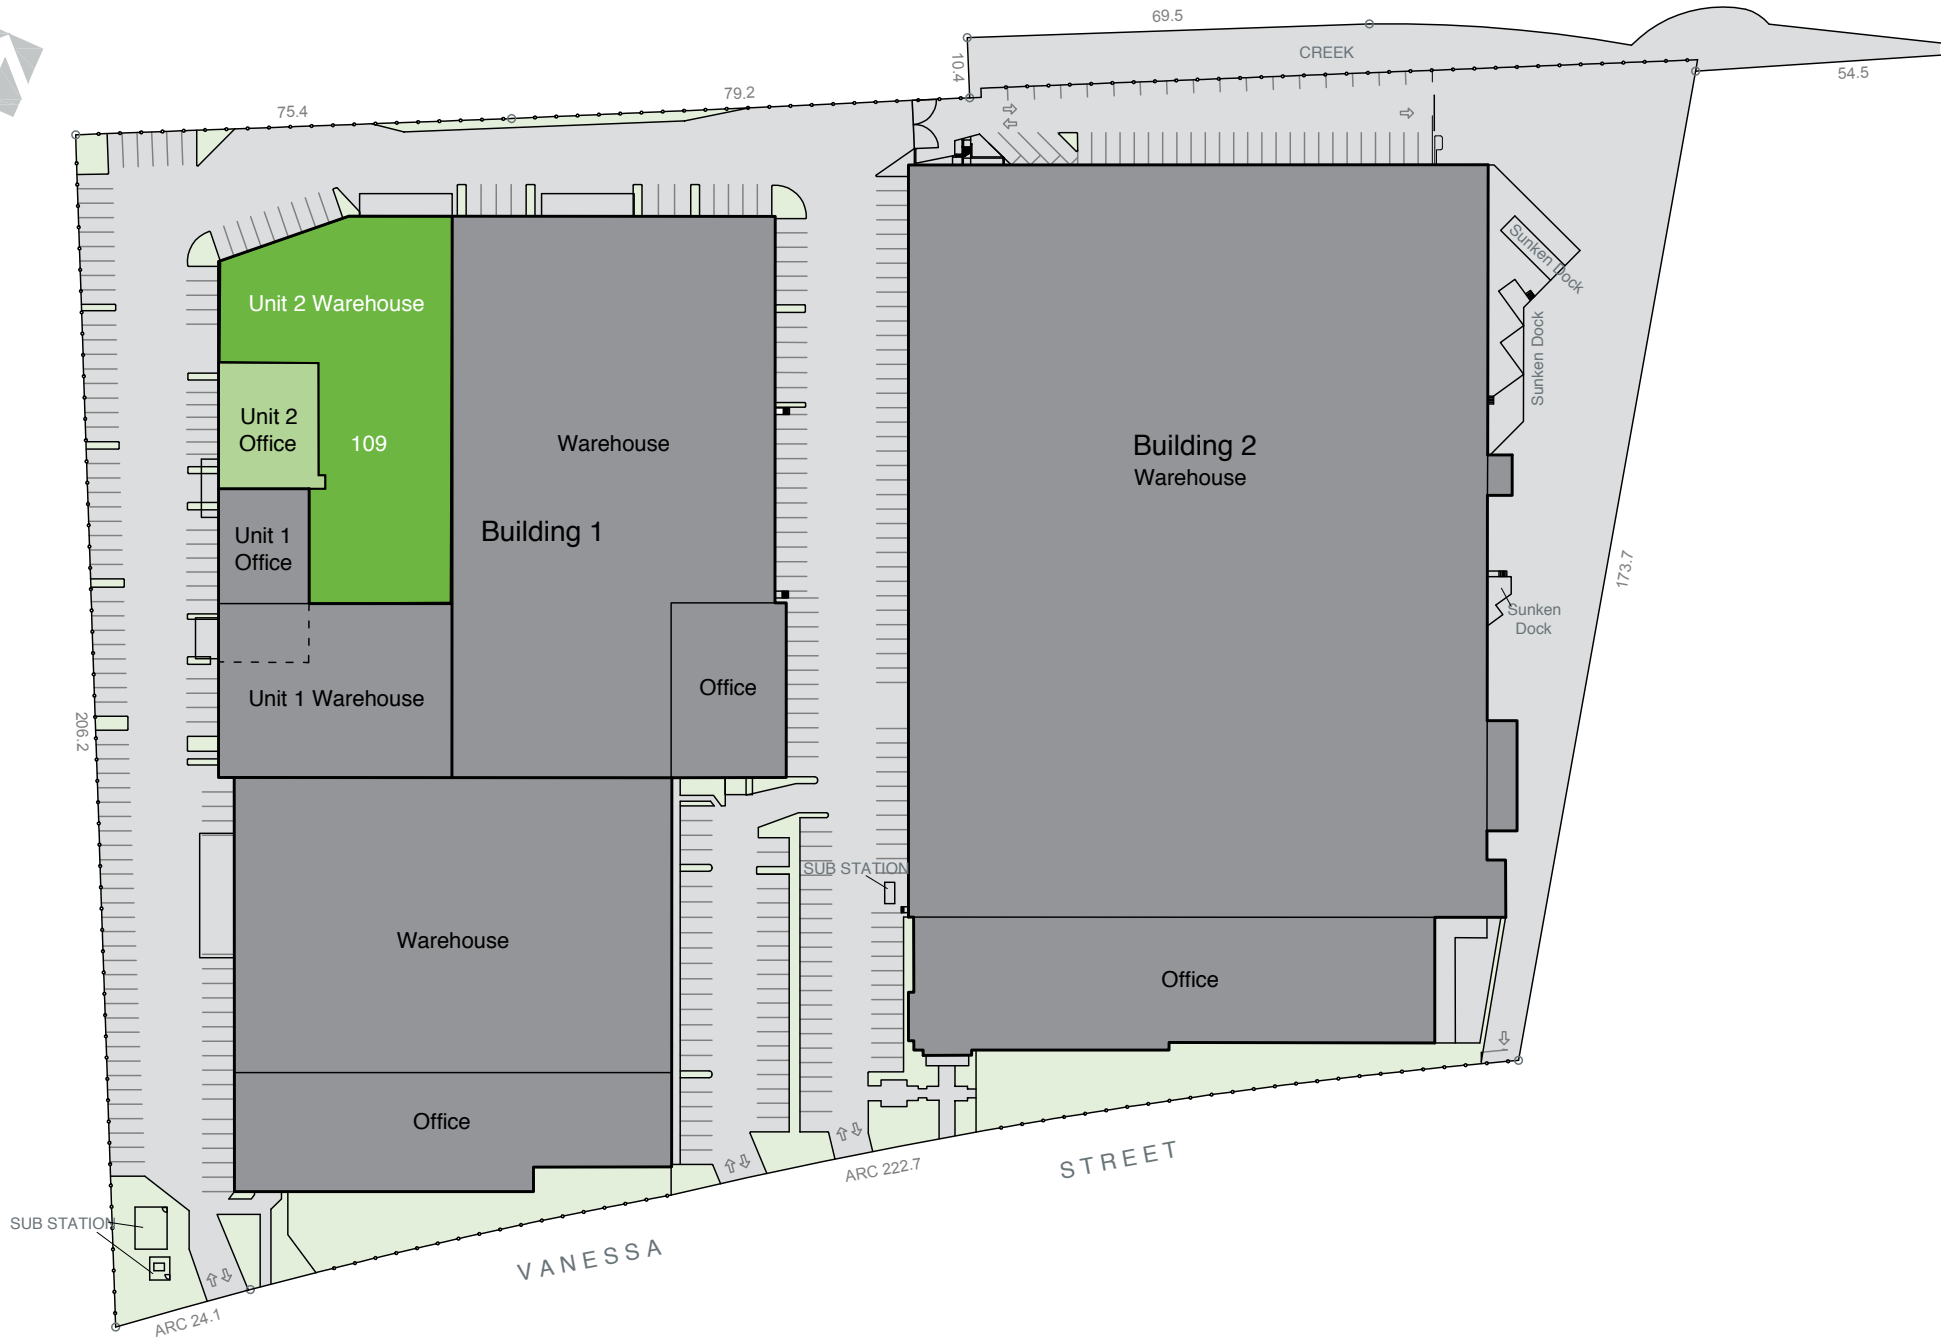 69.5
CREEK
10.4
54.5
79.2
75.4
Sunken Dock
Unit 2 Warehouse
Sunken Dock
Unit 2
Office
109
Warehouse
Building 2
Warehouse
Building 1
Unit 1
Office
173.7
Sunken
Dock
Office
Unit 1 Warehouse
206.2
SUB STATION
Warehouse
Office
Office
STREET
ARC 222.7
SUB STATION
VANESSA
ARC 24.1